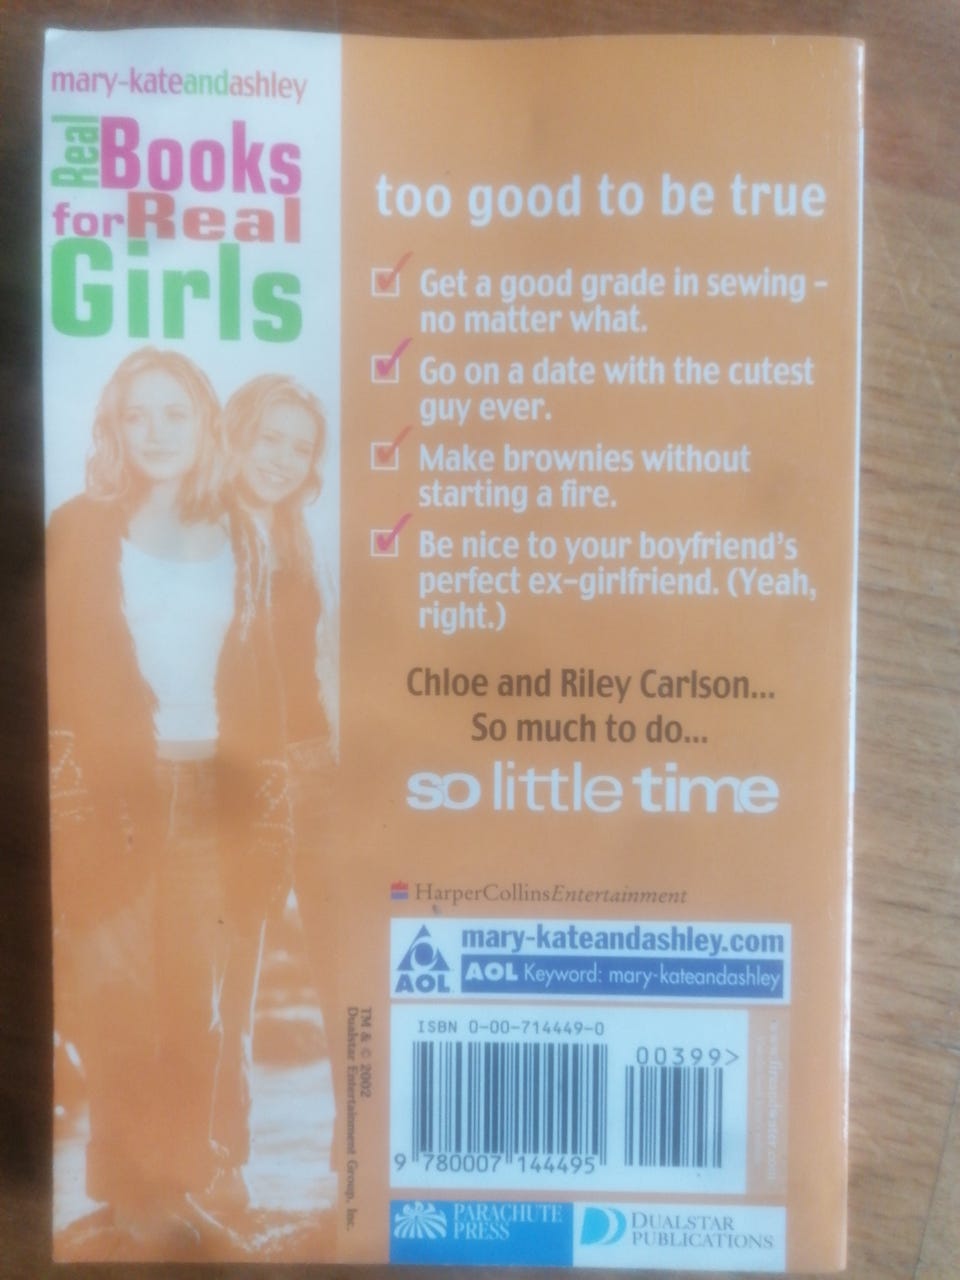 mary-kateandashley
Real
Books
for Real
Girls
too good to be true
Get a good grade in sewing –
no matter what.
Go on a date with the cutest
guy ever.
Make brownies without
starting a fire.
Be nice to your boyfriend's
perfect ex-girlfriend. (Yeah,
right.)
Chloe and Riley Carlson...
So much to do...
so little time
HarperCollinsEntertainment
mary-kateandashley.com
AOL
AOL Keyword: mary-kateandashley
ISBN 0-00-714449-0
00399>
9 780007 144495
TM & © 2002
Dualstar Entertainment Group, Inc.
PARACHUTE
PRESS
DUALSTAR
PUBLICATIONS